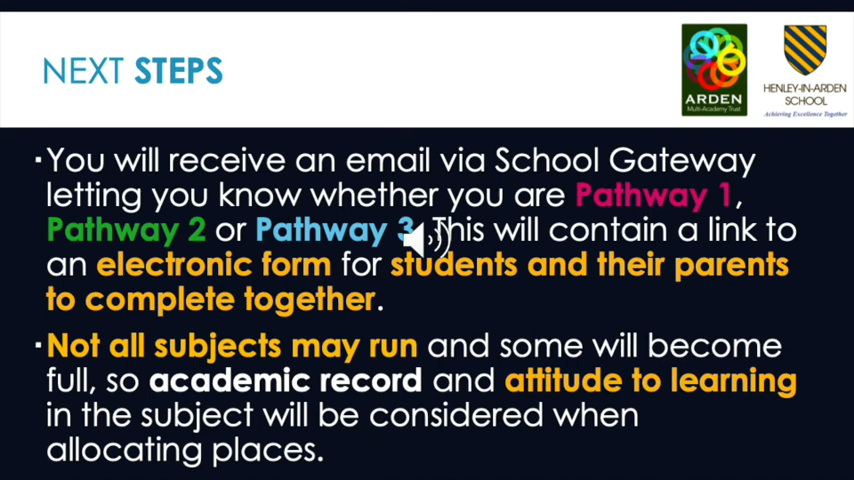 NEXT STEPS
ARDEN
Multi-Academy Trust
HENLEY-IN-ARDEN
SCHOOL
Achieving Excellence Together
▪You will receive an email via School Gateway
letting you know whether you are Pathway 1,
Pathway 2 or Pathway 3. This will contain a link to
an electronic form for students and their parents
to complete together.
▪Not all subjects may run and some will become
full, so academic record and attitude to learning
in the subject will be considered when
allocating places.